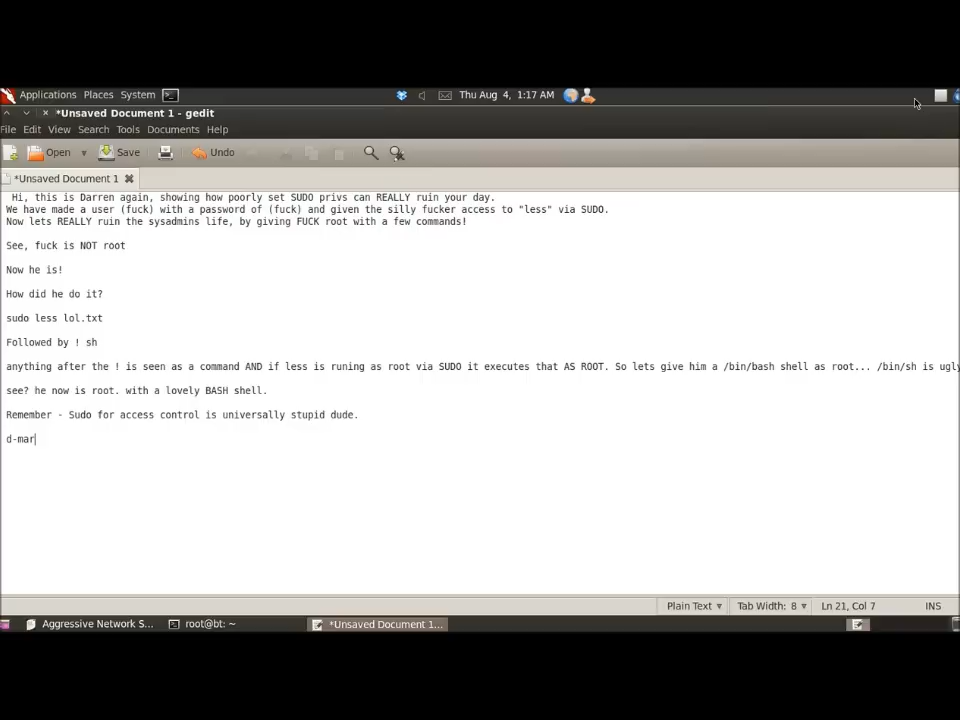 Applications Places System Thu Aug 4, 1:17 AM
*Unsaved Document 1 - gedit
File Edit View Search Tools Documents Help
Open Save Undo
*Unsaved Document 1
Hi, this is Darren again, showing how poorly set SUDO privs can REALLY ruin your day.
We have made a user (fuck) with a password of (fuck) and given the silly fucker access to "less" via SUDO.
Now lets REALLY ruin the sysadmins life, by giving FUCK root with a few commands!
See, fuck is NOT root
Now he is!
How did he do it?
sudo less lol.txt
Followed by ! sh
anything after the ! is seen as a command AND if less is runing as root via SUDO it executes that AS ROOT. So lets give him a /bin/bash shell as root... /bin/sh is ugly
see? he now is root. with a lovely BASH shell.
Remember - Sudo for access control is universally stupid dude.
d-mar
Plain Text Tab Width: 8 Ln 21, Col 7 INS
Aggressive Network S... root@bt: ~ *Unsaved Document 1...